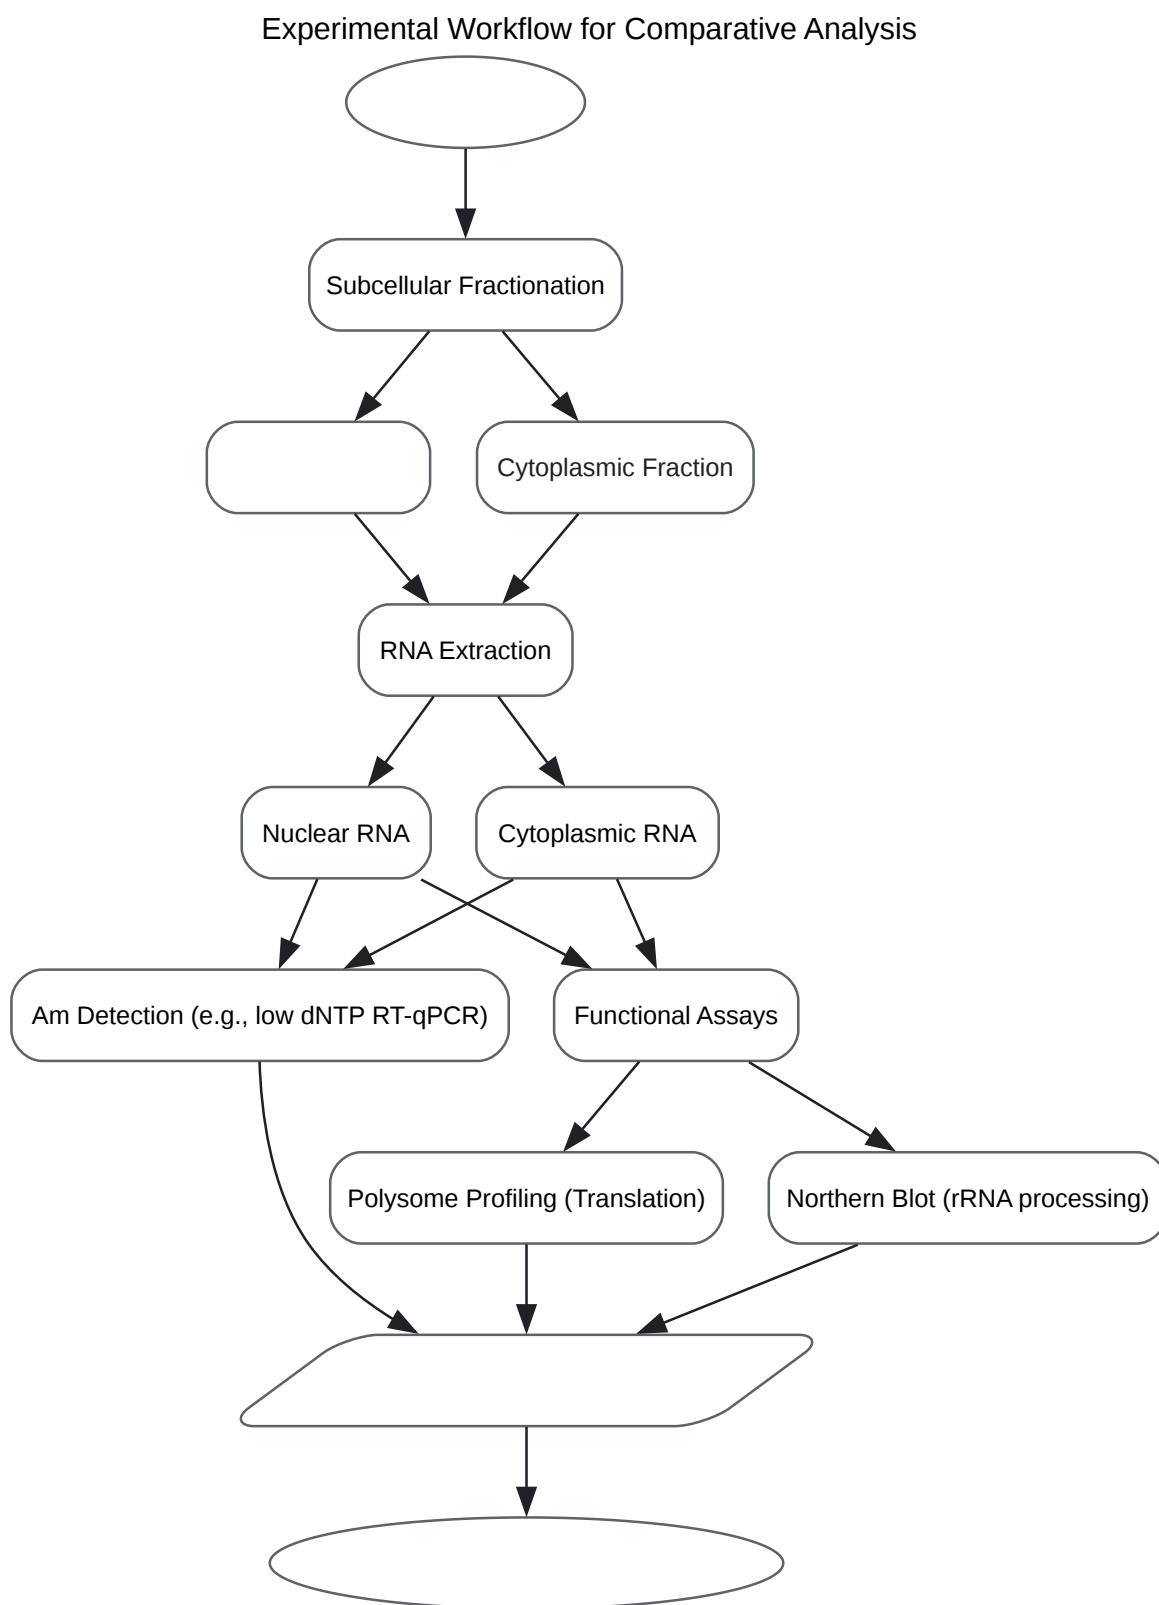 Experimental Workflow for Comparative Analysis
Subcellular Fractionation
Cytoplasmic Fraction
RNA Extraction
Nuclear RNA
Cytoplasmic RNA
Am Detection (e.g., low dNTP RT-qPCR)
Functional Assays
Polysome Profiling (Translation)
Northern Blot (rRNA processing)